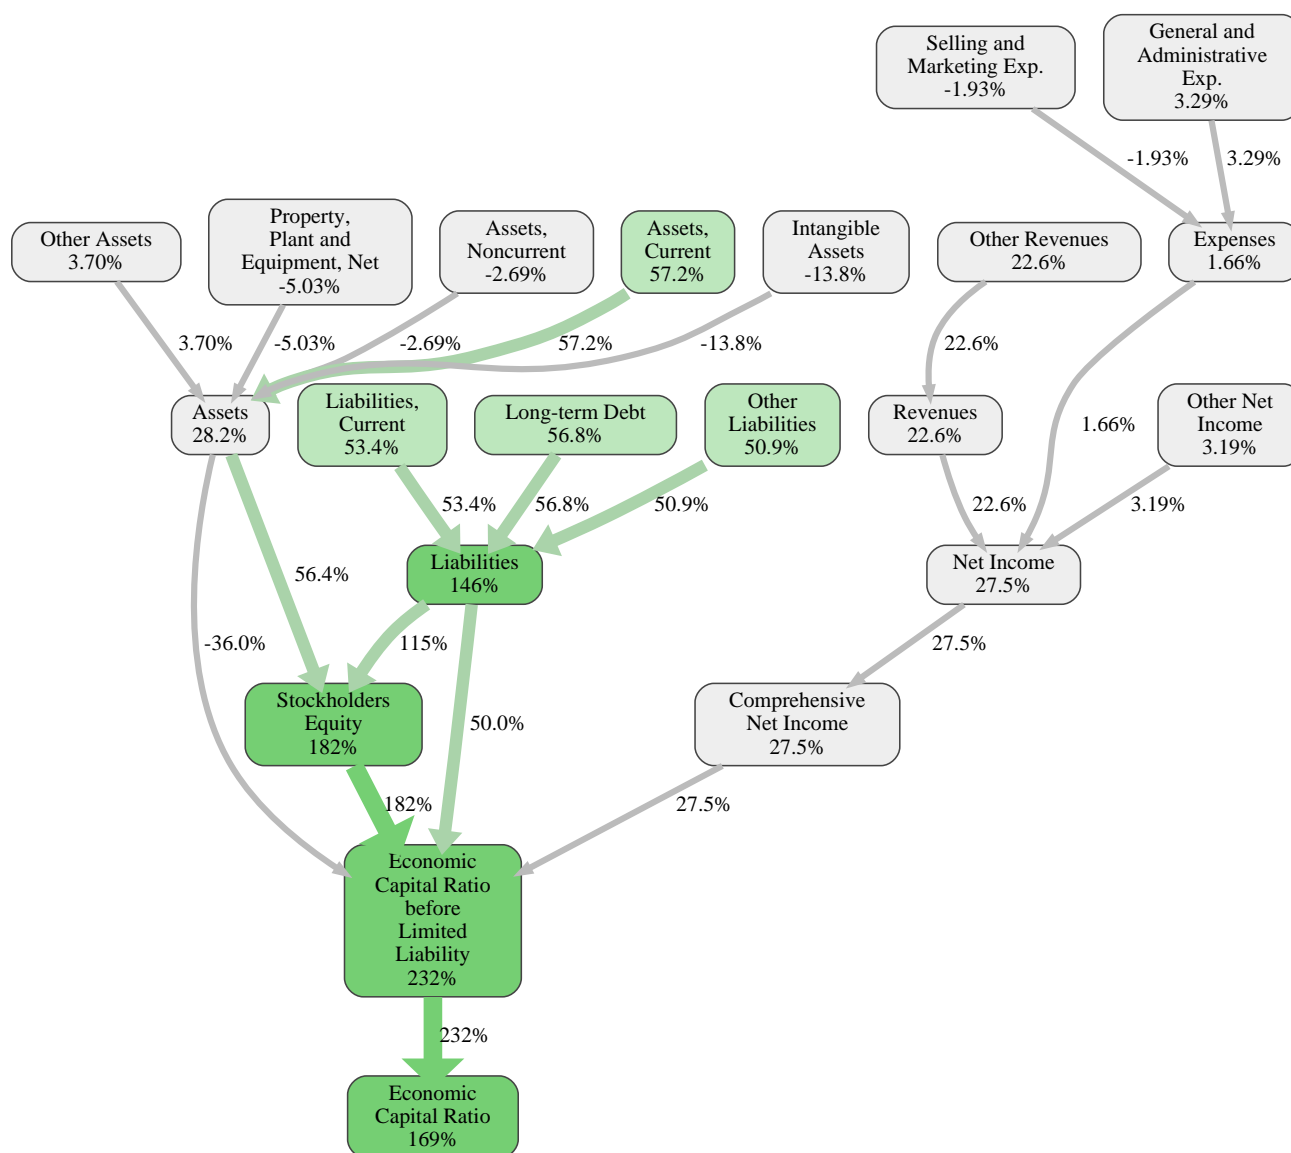 Selling and
Marketing Exp.
-1.93%
General and
Administrative
Exp.
3.29%
-1.93%
3.29%
Other Assets
3.70%
Property,
Plant and
Equipment, Net
-5.03%
Assets,
Noncurrent
-2.69%
Assets,
Current
57.2%
Intangible
Assets
-13.8%
Other Revenues
22.6%
Expenses
1.66%
3.70%
-5.03%
-2.69%
57.2%
-13.8%
22.6%
1.66%
Assets
28.2%
Liabilities,
Current
53.4%
Long-term Debt
56.8%
Other
Liabilities
50.9%
Revenues
22.6%
Other Net
Income
3.19%
53.4%
56.8%
50.9%
22.6%
3.19%
56.4%
Liabilities
146%
Net Income
27.5%
-36.0%
115%
27.5%
Stockholders
Equity
182%
50.0%
Comprehensive
Net Income
27.5%
182%
27.5%
Economic
Capital Ratio
before
Limited
Liability
232%
232%
Economic
Capital Ratio
169%